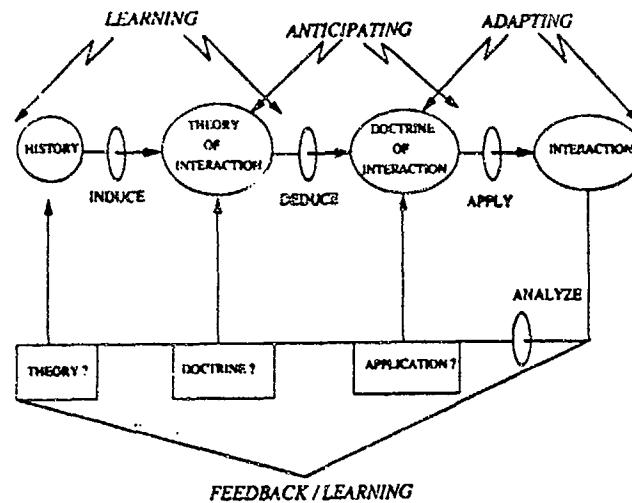 LEARNING
ANTICIPATING
ADAPTING
HISTORY
THEORY
OF
INTERACTION
DOCTRINE
OF
INTERACTION
INTERACTION
INDUCE
DEDUCE
APPLY
ANALYZE
THEORY ?
DOCTRINE ?
APPLICATION ?
FEEDBACK / LEARNING